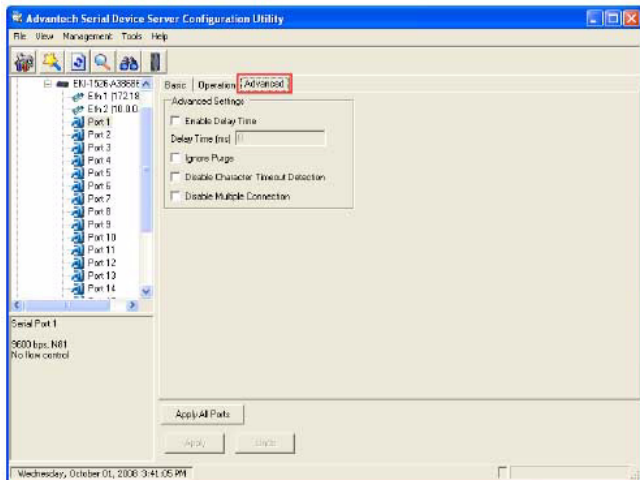 Advantech Serial Device Server Configuration Utility
File View Management Tools Help
EKI-1526-A3868E
Eth 1 [172.18
Eth 2 [10.0.0.
Port 1
Port 2
Port 3
Port 4
Port 5
Port 6
Port 7
Port 8
Port 9
Port 10
Port 11
Port 12
Port 13
Port 14
Serial Port 1
9600 bps, N81
No flow control
Basic Operation Advanced
Advanced Settings
Enable Delay Time
Delay Time (ms)
Ignore Purge
Disable Character Timeout Detection
Disable Multiple Connection
Apply All Ports
Apply Undo
Wednesday, October 01, 2008 3:41:05 PM